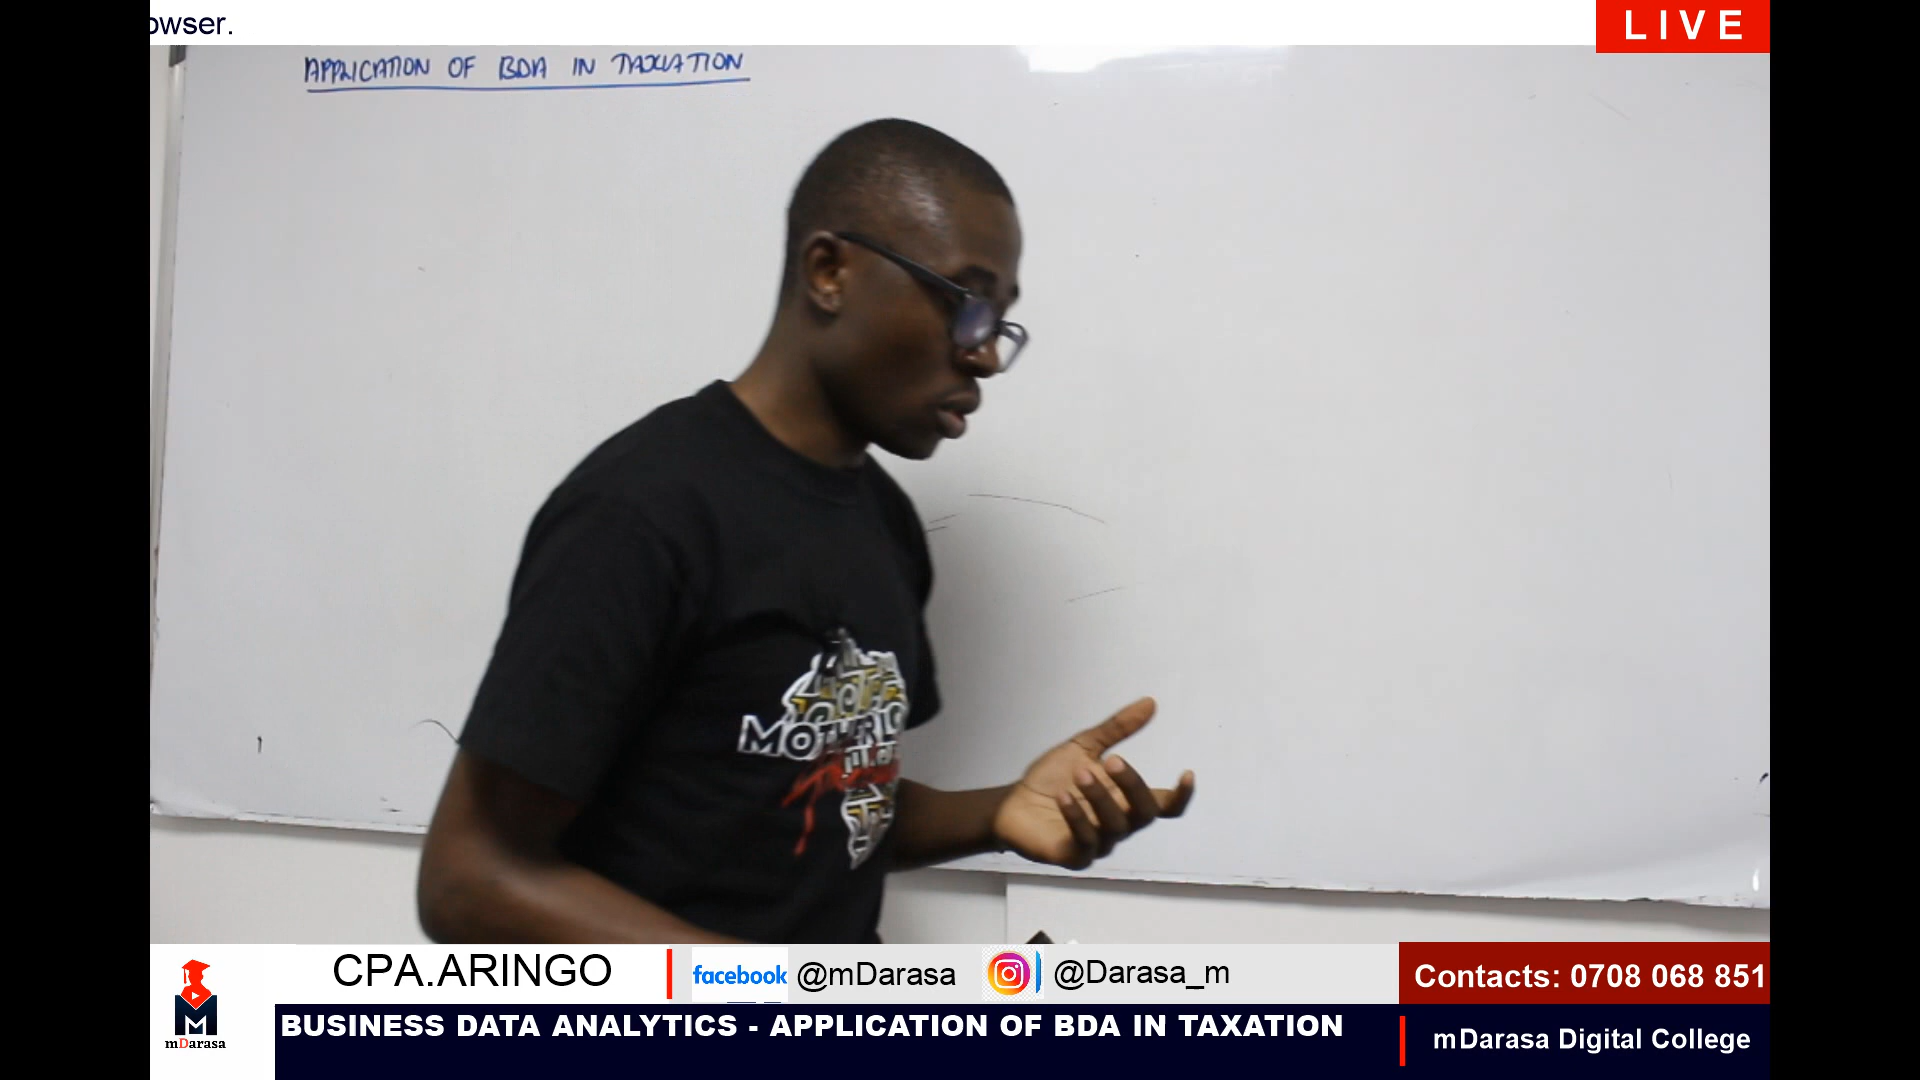 owser.
LIVE
APPLICATION OF BDA IN TAXATION
MOTHERL
CPA.ARINGO
facebook @mDarasa
@Darasa_m
Contacts: 0708 068 851
M
mDarasa
BUSINESS DATA ANALYTICS - APPLICATION OF BDA IN TAXATION
mDarasa Digital College